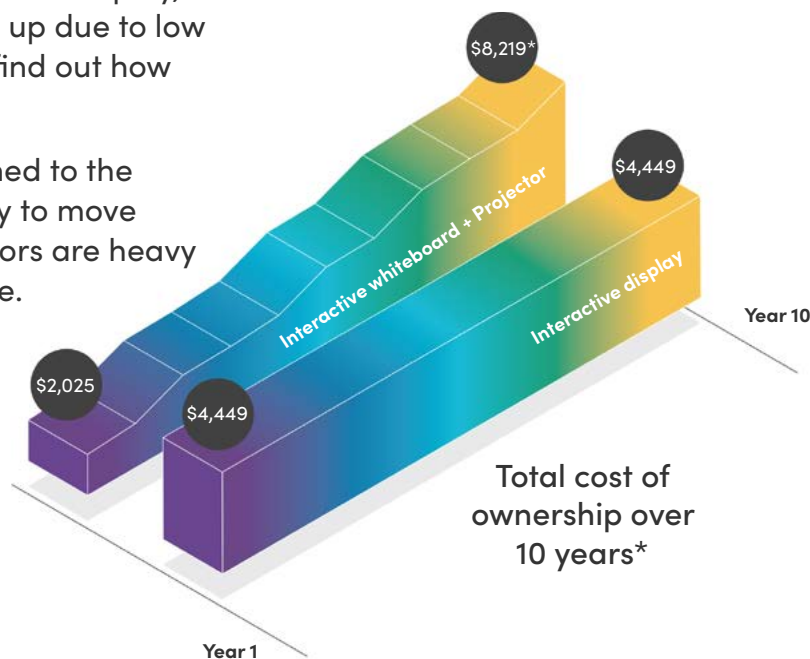 up due to low
find out how
to the
y to move
ors are heavy
$8,219*
$4,449
Interactive whiteboard + Projector
Interactive display
Year 10
$2,025
$4,449
Total cost of
ownership over
10 years*
Year 1